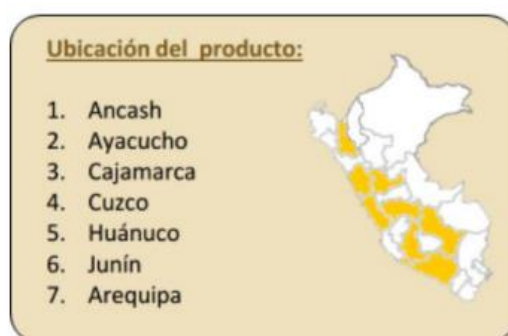 Ubicación del producto:
1. Ancash
2. Ayacucho
3. Cajamarca
4. Cuzco
5. Huánuco
6. Junín
7. Arequipa